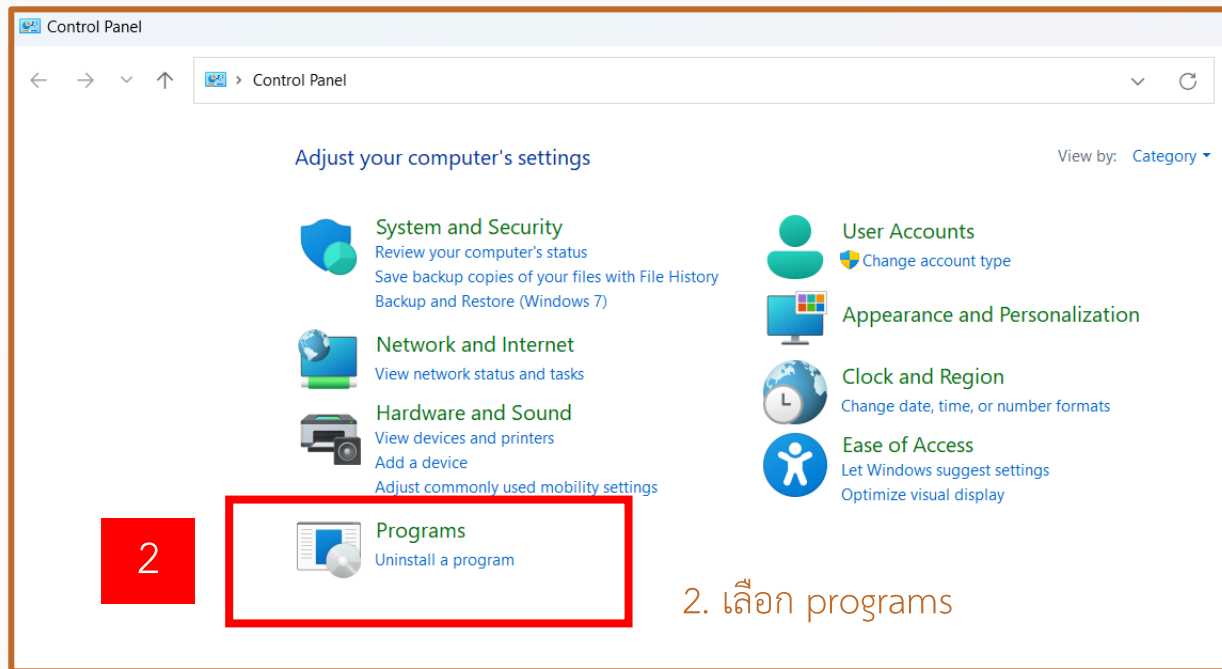 Control Panel
Control Panel
Adjust your computer's settings
View by: Category
System and Security
Review your computer's status
Save backup copies of your files with File History
Backup and Restore (Windows 7)
Network and Internet
View network status and tasks
Hardware and Sound
View devices and printers
Add a device
Adjust commonly used mobility settings
Programs
Uninstall a program
User Accounts
Change account type
Appearance and Personalization
Clock and Region
Change date, time, or number formats
Ease of Access
Let Windows suggest settings
Optimize visual display
2
2. เลือก programs